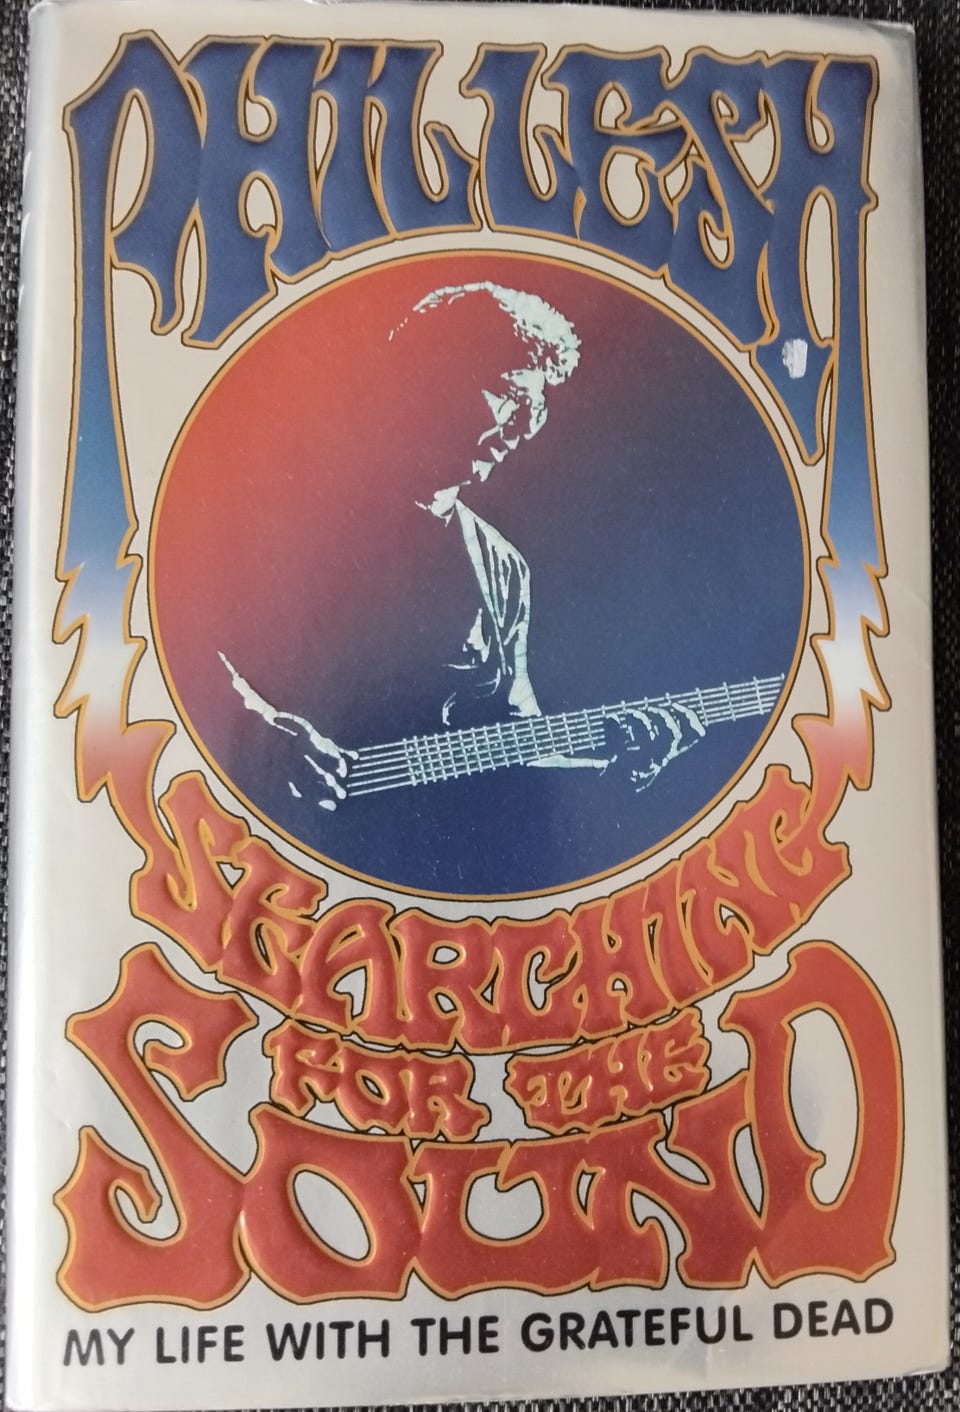 PHIL LESH
SEARCHING
FOR THE
SOUND
MY LIFE WITH THE GRATEFUL DEAD